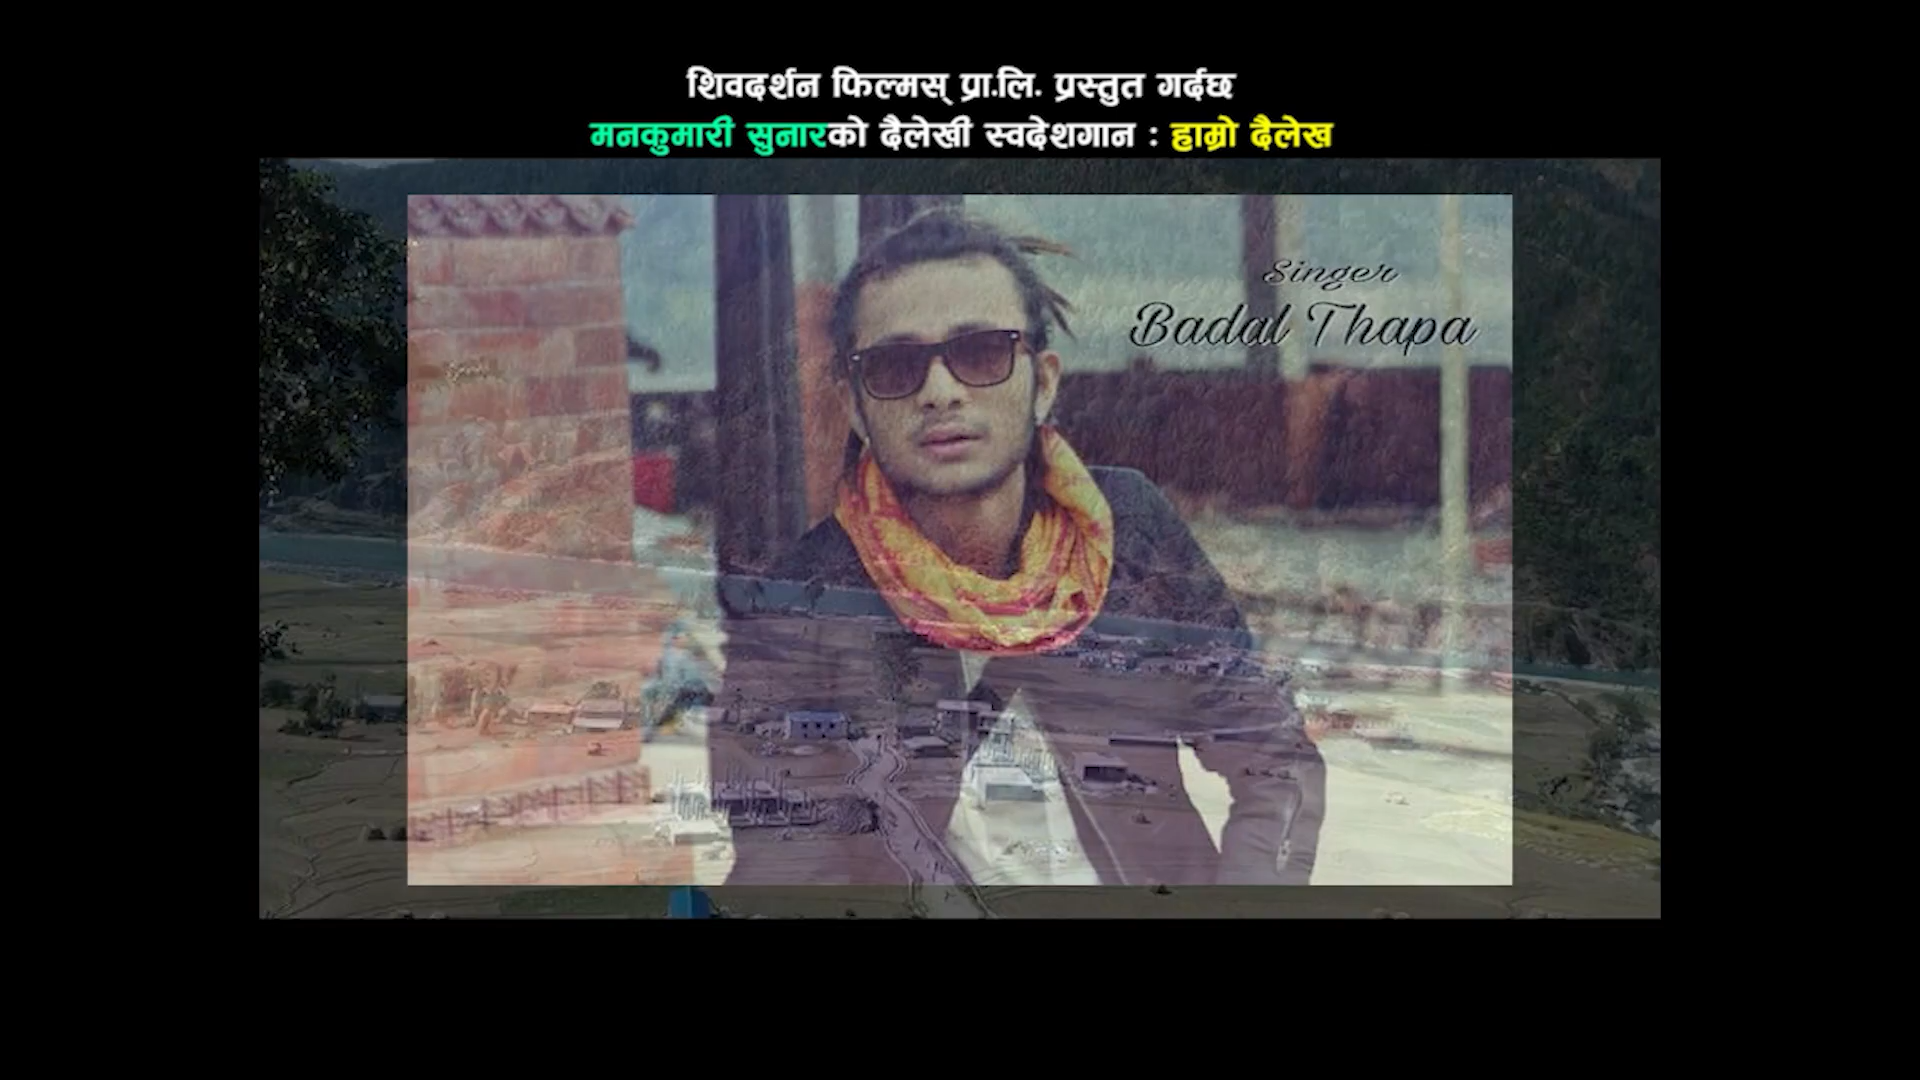 शिवदर्शन फिल्मस् प्रा.लि. प्रस्तुत गर्दछ
मनकुमारी सुनारको दैलेखी स्वदेशगान : हाम्रो दैलेख
Singer
Badal Thapa